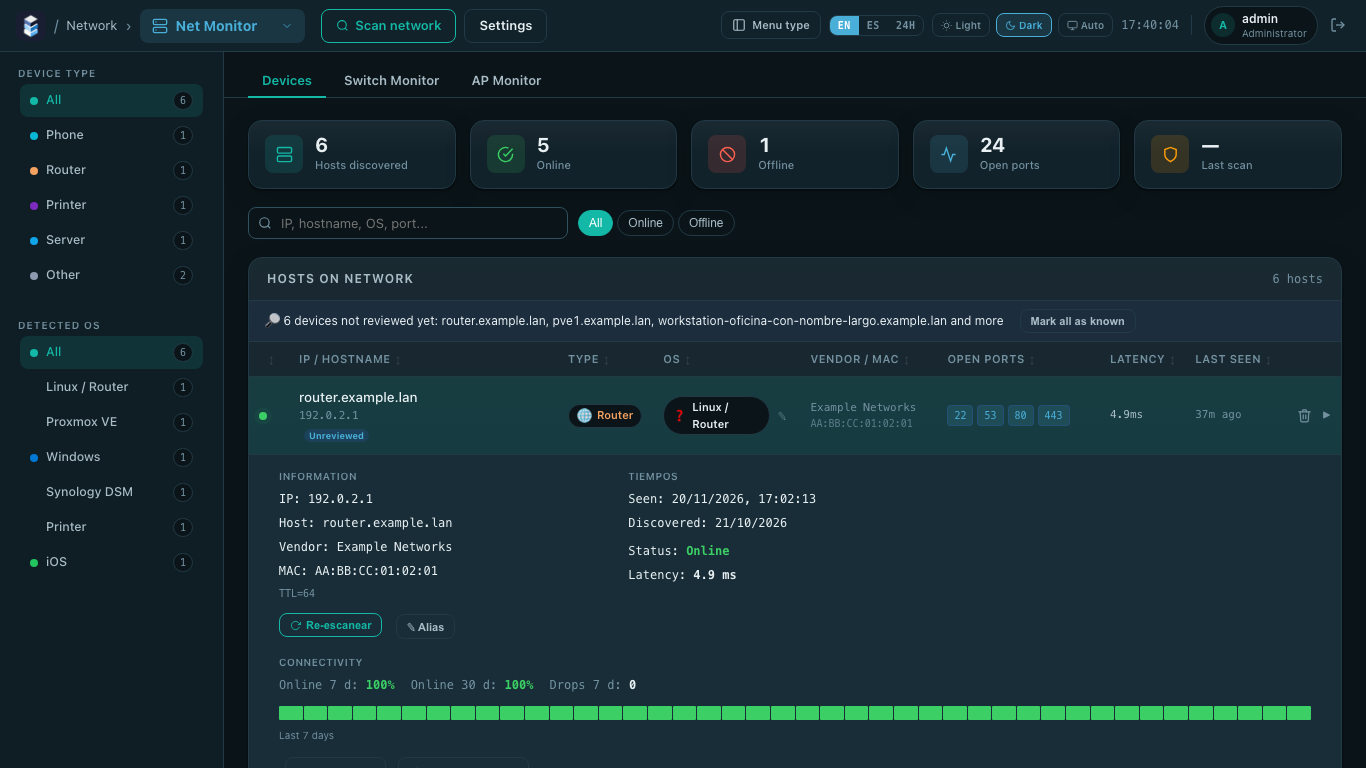 / Network › Net Monitor
Scan network
Settings
Menu type
EN ES 24H
Light
Dark
Auto
17:40:04
A
admin
Administrator
DEVICE TYPE
All 6
Phone 1
Router 1
Printer 1
Server 1
Other 2
DETECTED OS
All 6
Linux / Router 1
Proxmox VE 1
Windows 1
Synology DSM 1
Printer 1
iOS 1
Devices Switch Monitor AP Monitor
6
Hosts discovered
5
Online
1
Offline
24
Open ports
—
Last scan
IP, hostname, OS, port...
All Online Offline
HOSTS ON NETWORK 6 hosts
6 devices not reviewed yet: router.example.lan, pve1.example.lan, workstation-oficina-con-nombre-largo.example.lan and more Mark all as known
IP / HOSTNAME TYPE OS VENDOR / MAC OPEN PORTS LATENCY LAST SEEN
router.example.lan
192.0.2.1
Unreviewed
Router
? Linux /
Router
Example Networks
AA:BB:CC:01:02:01
22 53 80 443
4.9ms
37m ago
INFORMATION
IP: 192.0.2.1
Host: router.example.lan
Vendor: Example Networks
MAC: AA:BB:CC:01:02:01
TTL=64
TIEMPOS
Seen: 20/11/2026, 17:02:13
Discovered: 21/10/2026
Status: Online
Latency: 4.9 ms
Re-escanear
✎ Alias
CONNECTIVITY
Online 7 d: 100% Online 30 d: 100% Drops 7 d: 0
Last 7 days